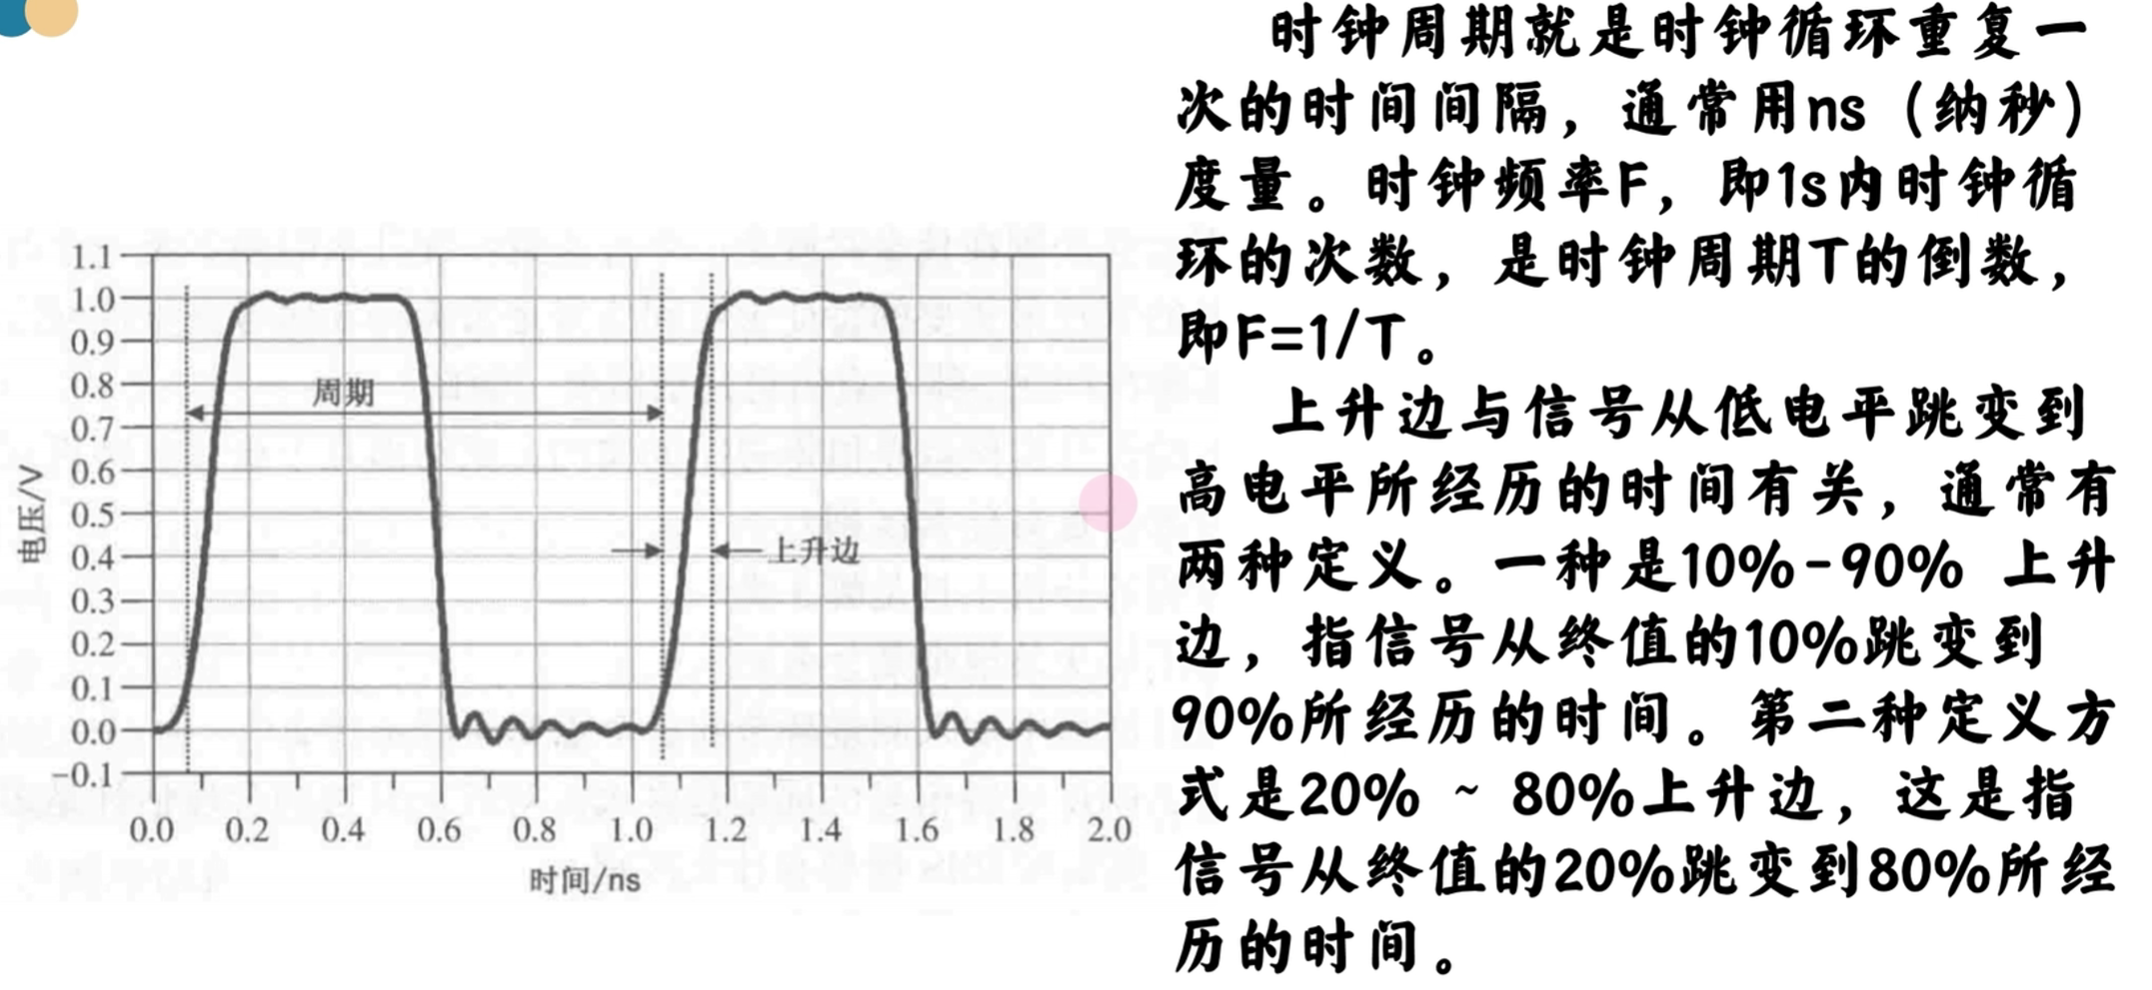 时钟周期就是时钟循环重复一
次的时间间隔，通常用ns（纳秒）
度量。时钟频率F，即1s内时钟循
环的次数，是时钟周期T的倒数，
即F=1/T。
上升边与信号从低电平跳变到
高电平所经历的时间有关，通常有
两种定义。一种是10%-90% 上升
边，指信号从终值的10%跳变到
90%所经历的时间。第二种定义方
式是20% ~ 80%上升边，这是指
信号从终值的20%跳变到80%所经
历的时间。
1.1
1.0
0.9
0.8
0.7
0.6
0.5
0.4
0.3
0.2
0.1
0.0
-0.1
电压/V
周期
上升边
0.0 0.2 0.4 0.6 0.8 1.0 1.2 1.4 1.6 1.8 2.0
时间/ns